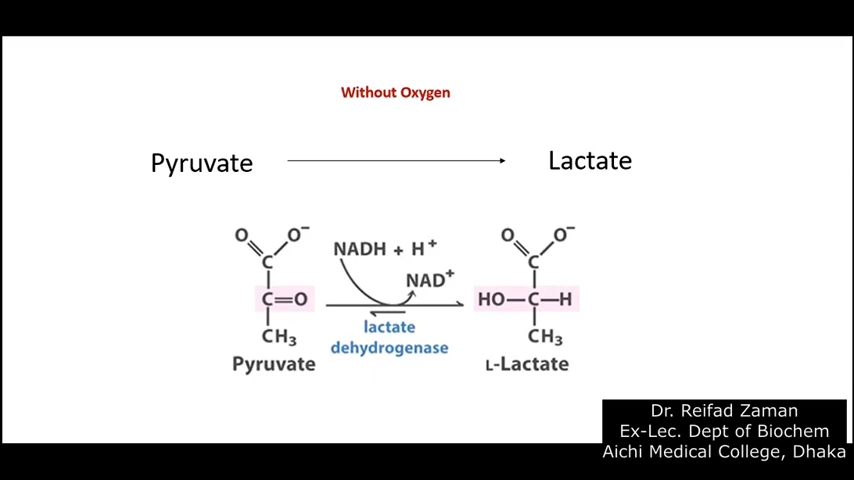 Without Oxygen
Pyruvate
Lactate
O
O⁻
C
C=O
CH₃
Pyruvate
NADH + H⁺
NAD⁺
lactate
dehydrogenase
O
O⁻
C
HO—C—H
CH₃
L-Lactate
Dr. Reifad Zaman
Ex-Lec. Dept of Biochem
Aichi Medical College, Dhaka